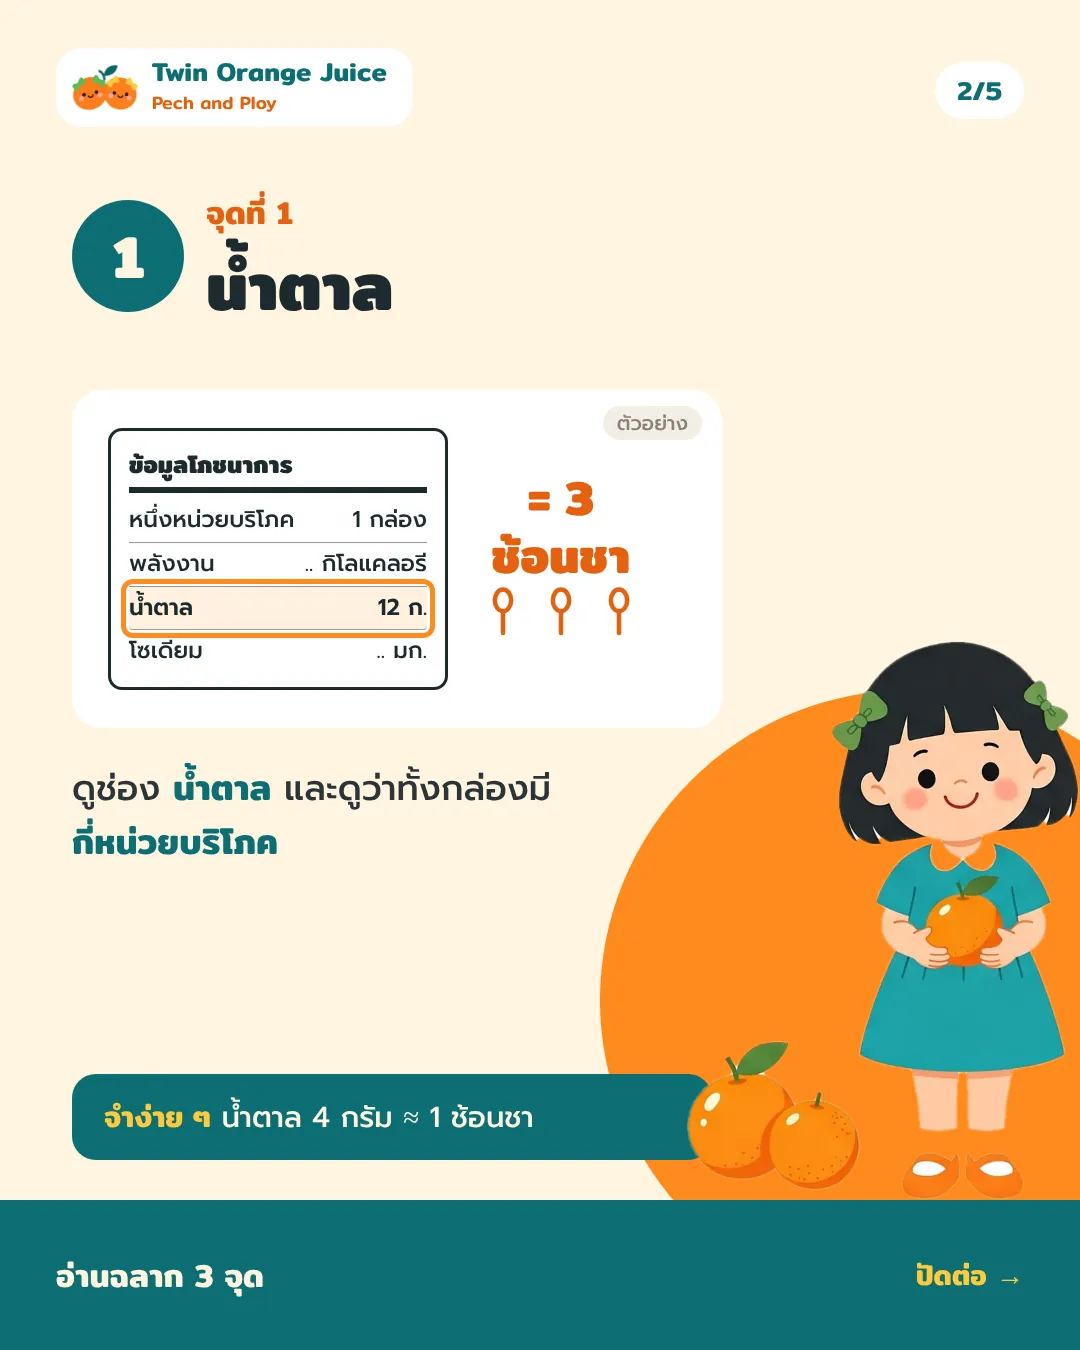 Twin Orange Juice
Pech and Ploy
2/5
1
จุดที่ 1
น้ำตาล
ตัวอย่าง
ข้อมูลโภชนาการ
หนึ่งหน่วยบริโภค 1 กล่อง
พลังงาน .. กิโลแคลอรี
น้ำตาล 12 ก.
โซเดียม .. มก.
= 3
ช้อนชา
ดูช่อง น้ำตาล และดูว่าทั้งกล่องมี
กี่หน่วยบริโภค
จำง่าย ๆ น้ำตาล 4 กรัม ≈ 1 ช้อนชา
อ่านฉลาก 3 จุด
ปัดต่อ →